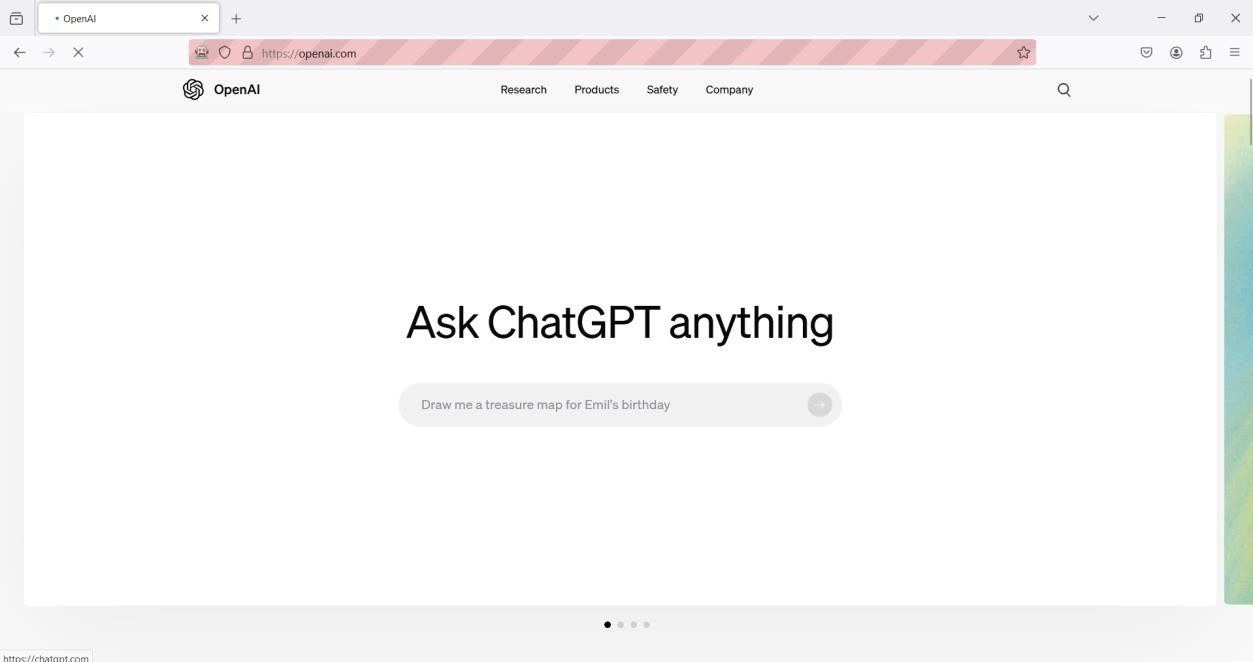 OpenAI
https://openai.com
OpenAI
Research
Products
Safety
Company
Ask ChatGPT anything
Draw me a treasure map for Emil's birthday
https://chatgpt.com